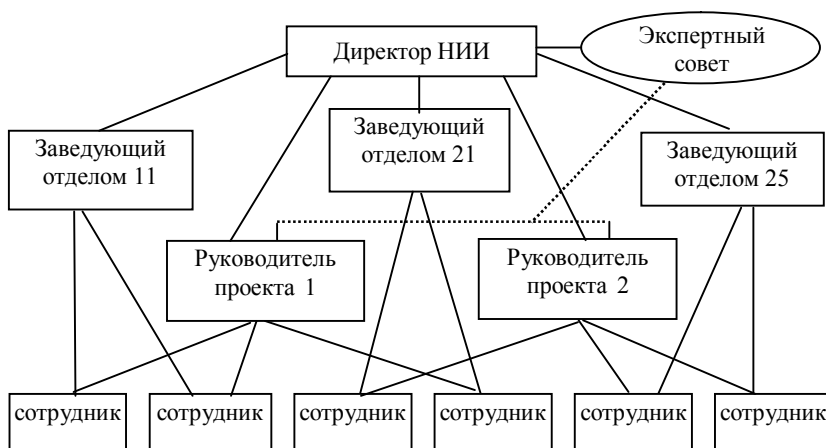 Директор НИИ
Экспертный
совет
Заведующий
отделом 11
Заведующий
отделом 21
Заведующий
отделом 25
Руководитель
проекта 1
Руководитель
проекта 2
сотрудник
сотрудник
сотрудник
сотрудник
сотрудник
сотрудник